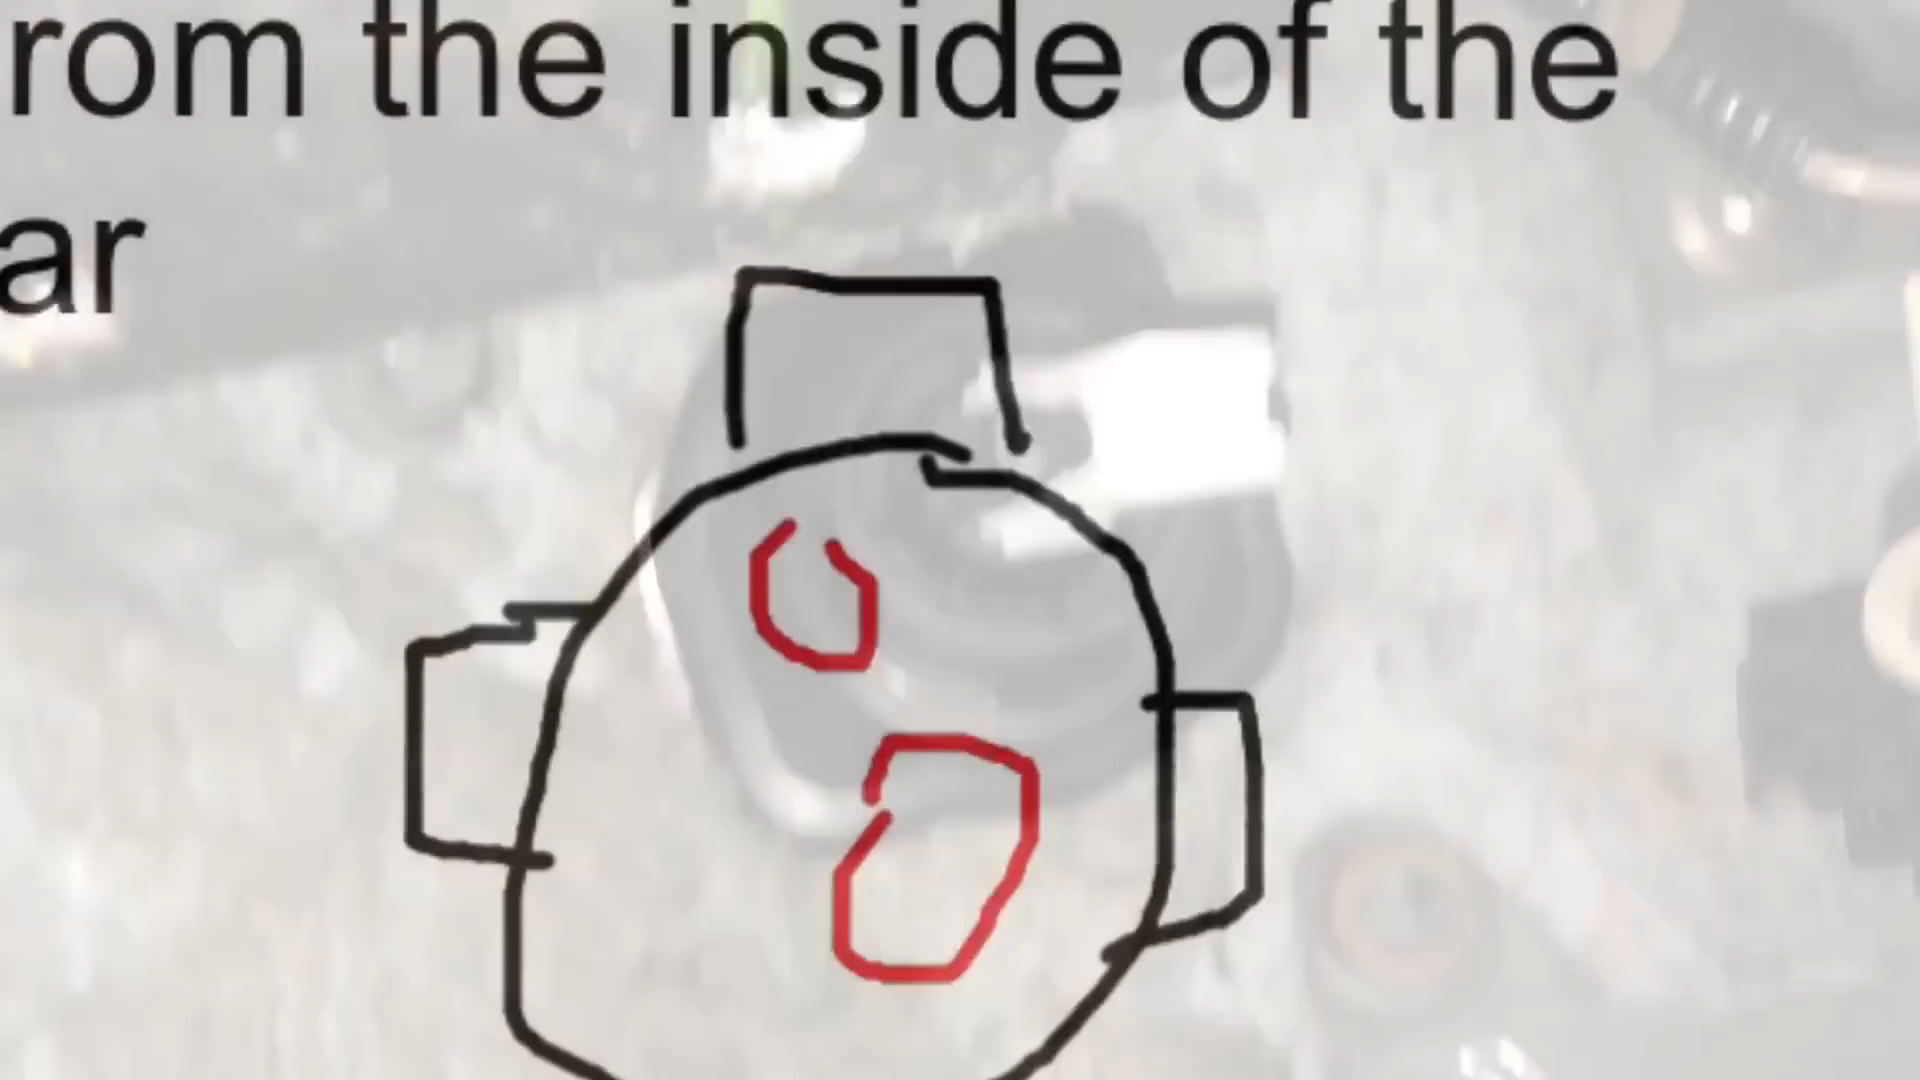 rom the inside of the
ar